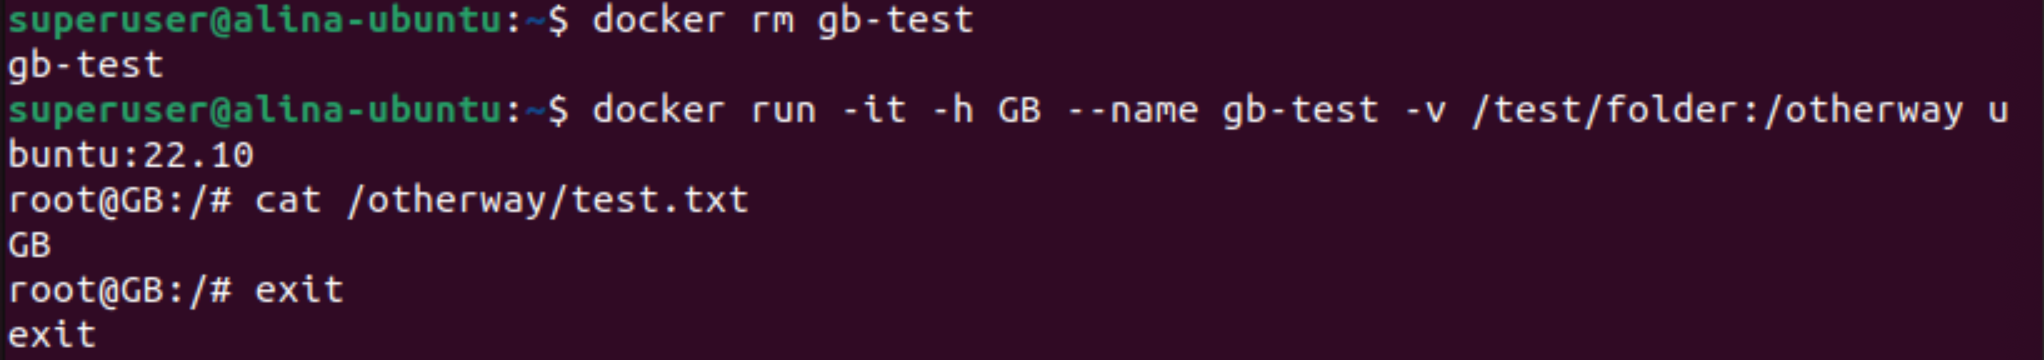 superuser@alina-ubuntu:~$ docker rm gb-test
gb-test
superuser@alina-ubuntu:~$ docker run -it -h GB --name gb-test -v /test/folder:/otherway u
buntu:22.10
root@GB:/# cat /otherway/test.txt
GB
root@GB:/# exit
exit